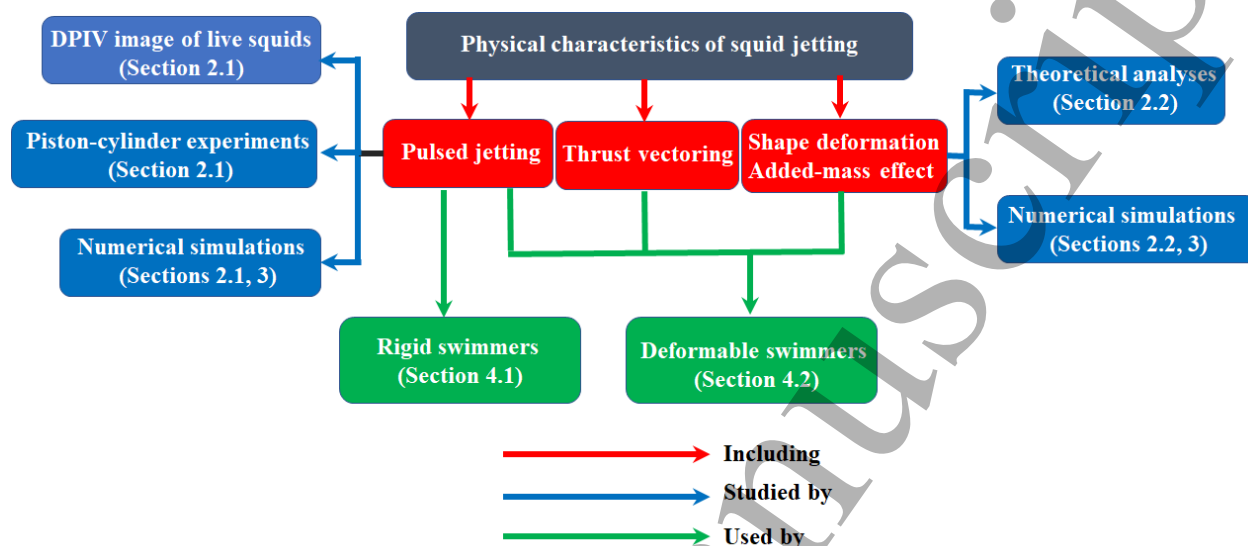 Physical characteristics of squid jetting
DPIV image of live squids
(Section 2.1)
Piston-cylinder experiments
(Section 2.1)
Numerical simulations
(Sections 2.1, 3)
Pulsed jetting
Thrust vectoring
Shape deformation
Added-mass effect
Theoretical analyses
(Section 2.2)
Numerical simulations
(Sections 2.2, 3)
Rigid swimmers
(Section 4.1)
Deformable swimmers
(Section 4.2)
Including
Studied by
Used by
nuscrip